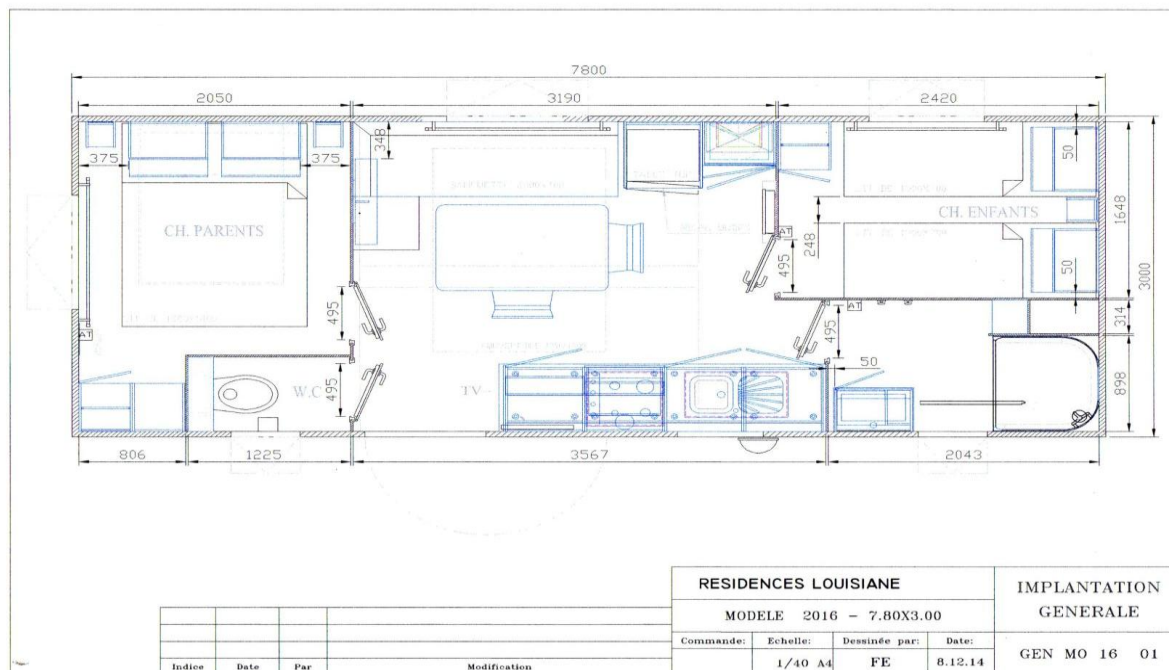 7800
2050
3190
2420
375
375
348
50
CH. PARENTS
CH. ENFANTS
248
1648
3000
AT
495
50
495
495
AT
314
AT
W.C
495
TV
50
898
806
1225
3567
2043
RESIDENCES LOUISIANE
MODELE 2016 - 7.80X3.00
Commande:
Echelle:
Dessinée par:
Date:
1/40 A4
FE
8.12.14
IMPLANTATION
GENERALE
GEN MO 16 01
Indice
Date
Par
Modification